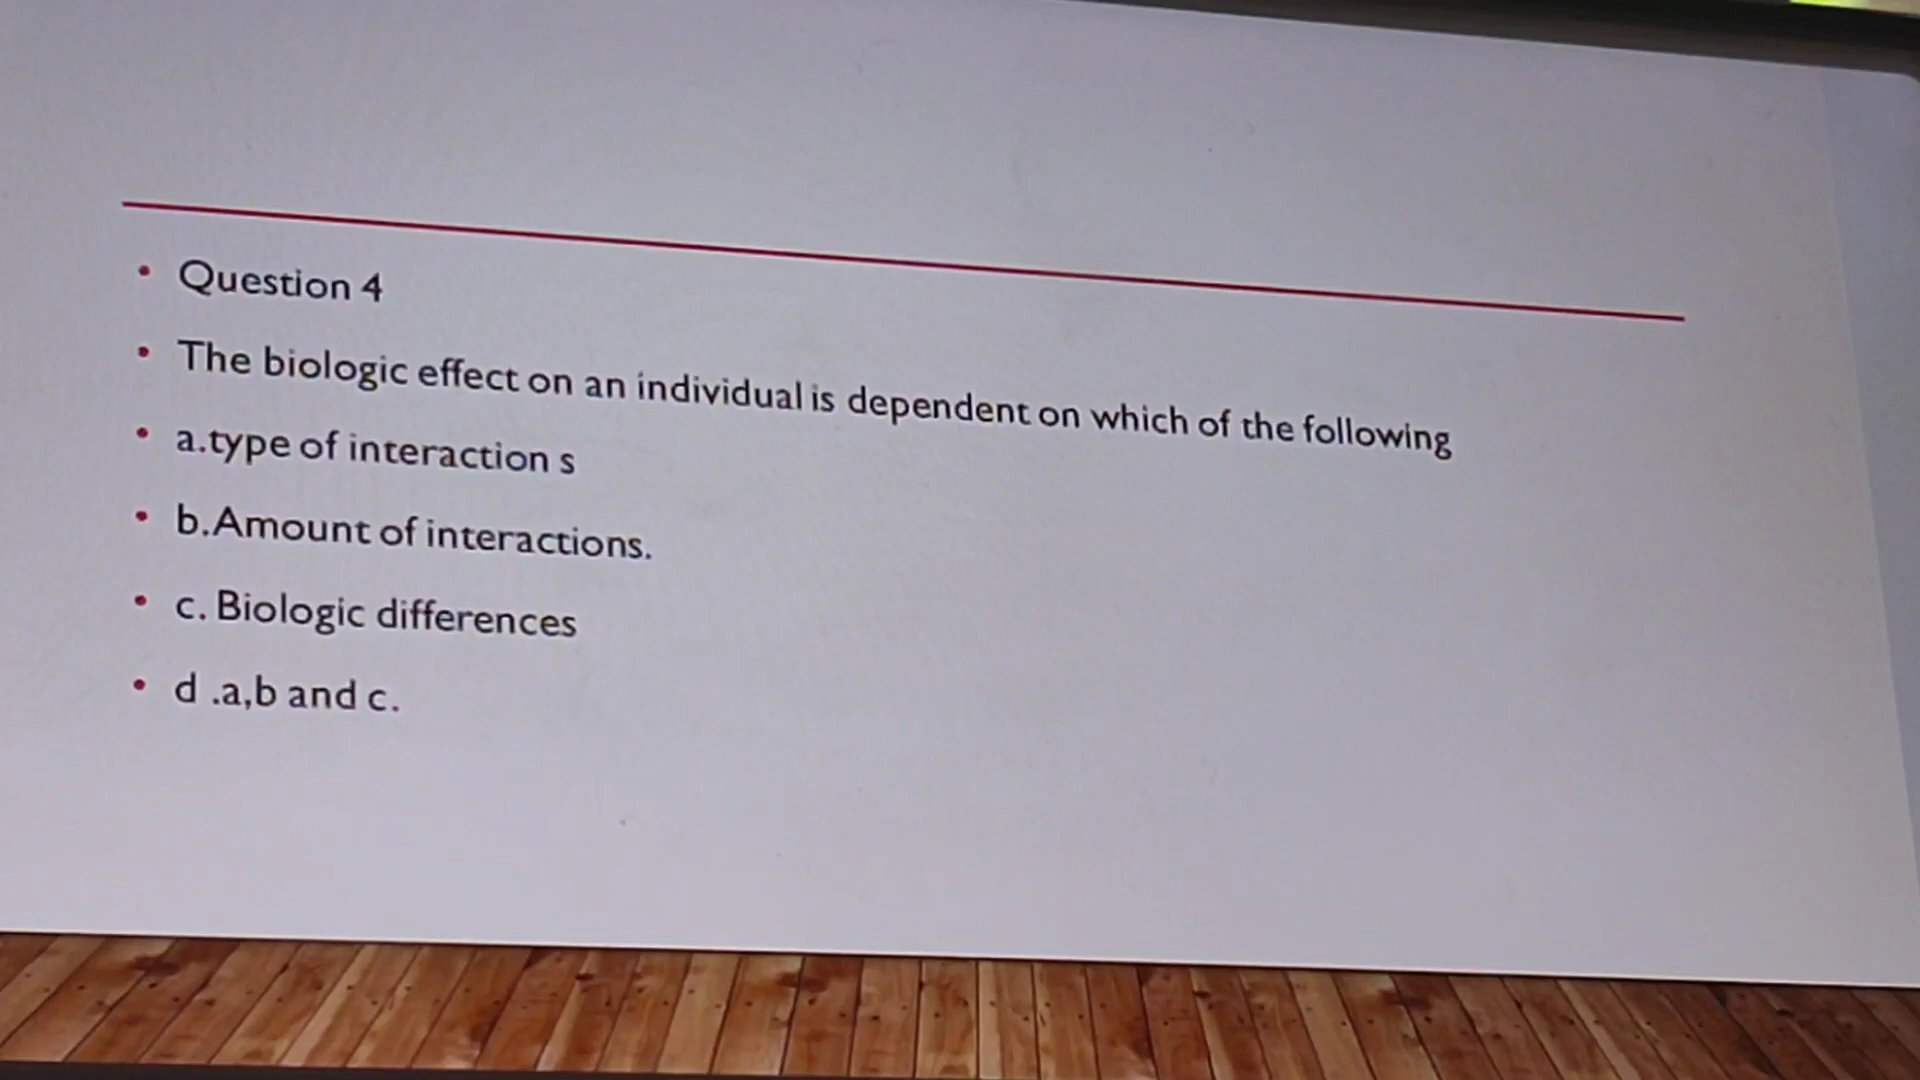 • Question 4
• The biologic effect on an individual is dependent on which of the following
• a.type of interaction s
• b.Amount of interactions.
• c. Biologic differences
• d .a,b and c.